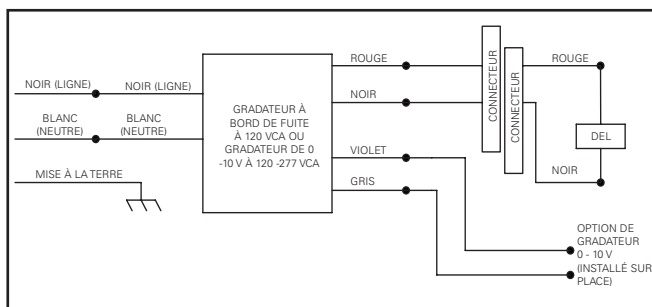 NOIR (LIGNE)
NOIR (LIGNE)
BLANC
(NEUTRE)
BLANC
(NEUTRE)
MISE À LA TERRE
GRADATEUR À
BORD DE FUITE
À 120 VCA OU
GRADATEUR DE 0
-10 V À 120 -277 VCA
ROUGE
NOIR
VIOLET
GRIS
CONNECTEUR
CONNECTEUR
ROUGE
DEL
NOIR
OPTION DE
GRADATEUR
0 - 10 V
(INSTALLÉ SUR
PLACE)